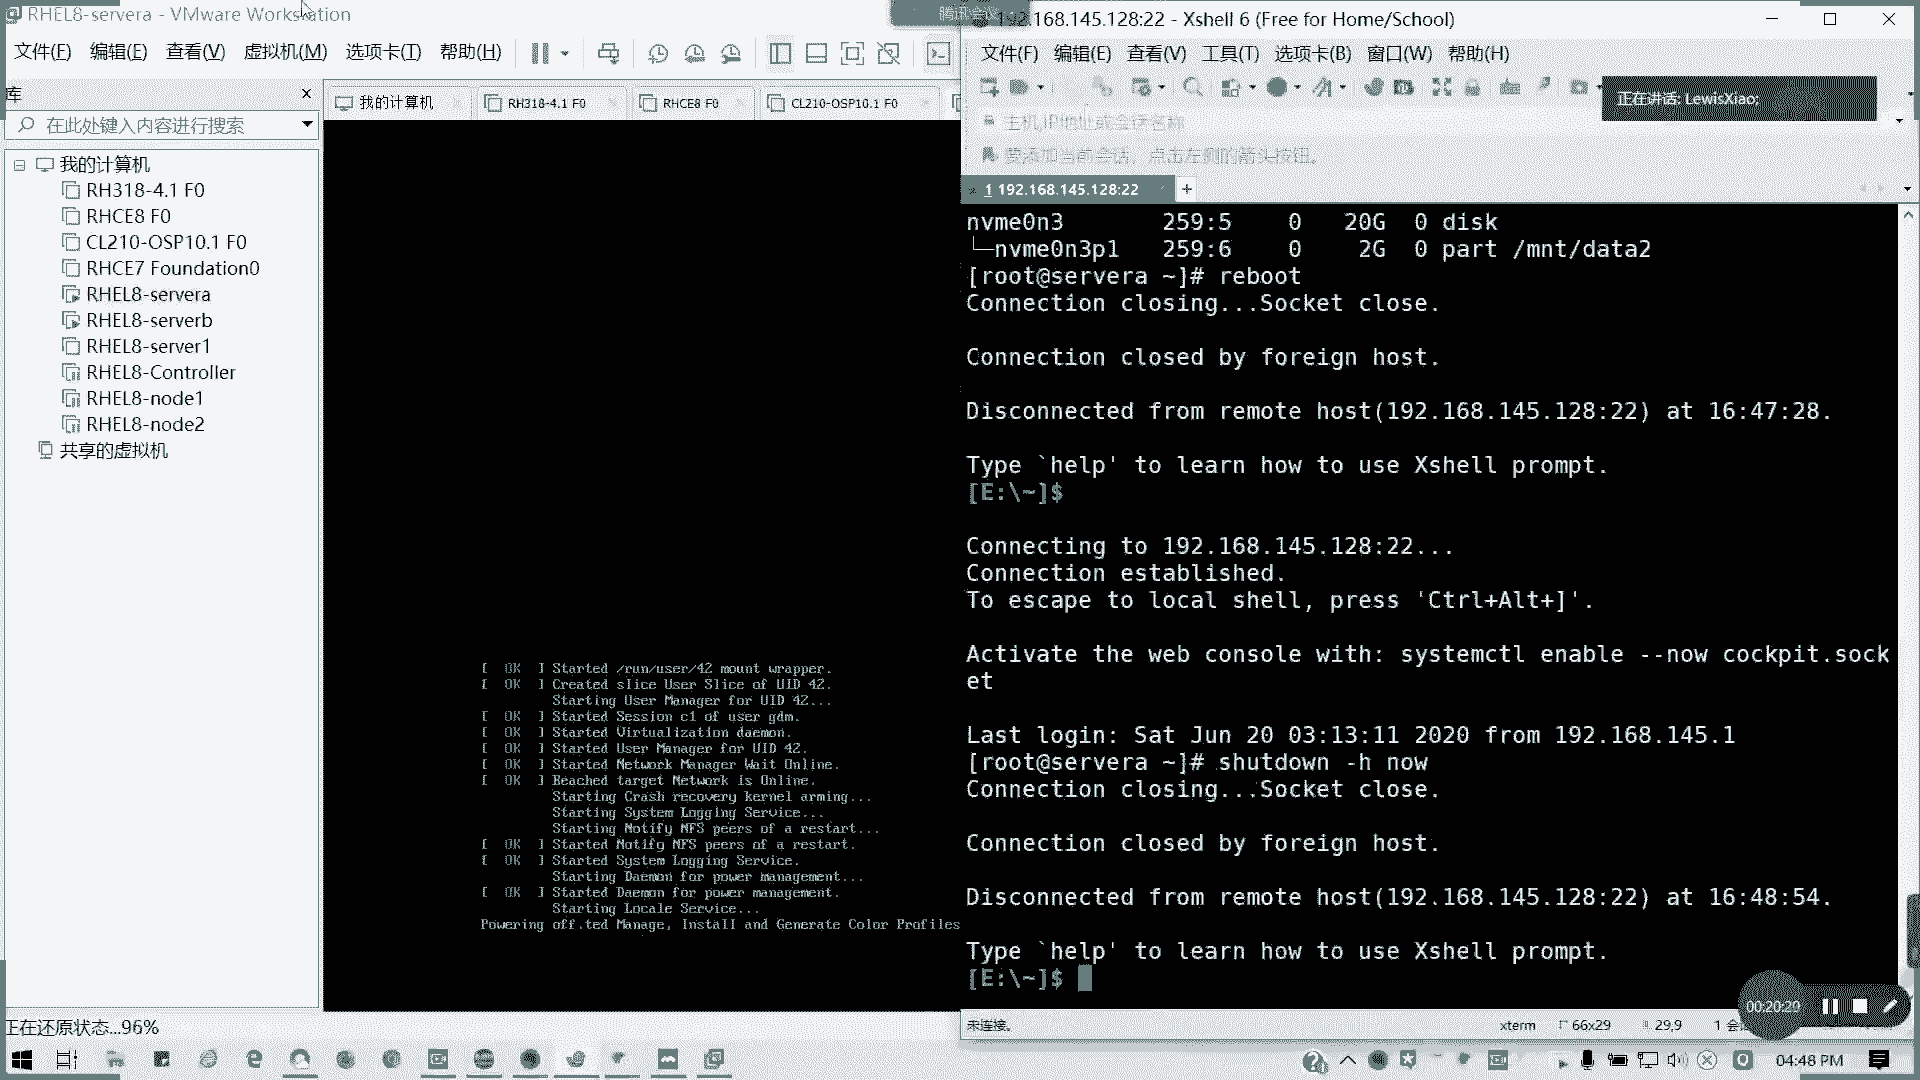 RHEL8-servera - VMware Workstation
文件(F) 编辑(E) 查看(V) 虚拟机(M) 选项卡(T) 帮助(H)
库
在此处键入内容进行搜索
我的计算机
RH318-4.1 F0
RHCE8 F0
CL210-OSP10.1 F0
RHCE7 Foundation0
RHEL8-servera
RHEL8-serverb
RHEL8-server1
RHEL8-Controller
RHEL8-node1
RHEL8-node2
共享的虚拟机
我的计算机 RH318-4.1 F0 RHCE8 F0 CL210-OSP10.1 F0
[ OK ] Started /run/user/42 mount wrapper.
[ OK ] Created slice User Slice of UID 42.
Starting User Manager for UID 42...
[ OK ] Started Session c1 of user gdm.
[ OK ] Started Virtualization daemon.
[ OK ] Started User Manager for UID 42.
[ OK ] Started Network Manager Wait Online.
[ OK ] Reached target Network is Online.
Starting Crash recovery kernel arming...
Starting System Logging Service...
Starting Notify NFS peers of a restart...
[ OK ] Started Notify NFS peers of a restart.
[ OK ] Started System Logging Service.
Starting Daemon for power management...
[ OK ] Started Daemon for power management.
Starting Locale Service...
Powering off.ted Manage, Install and Generate Color Profiles
正在还原状态...96%
腾讯会议
192.168.145.128:22 - Xshell 6 (Free for Home/School)
文件(F) 编辑(E) 查看(V) 工具(T) 选项卡(B) 窗口(W) 帮助(H)
正在讲话: LewisXiao;
主机,IP地址或会话名称
要添加当前会话，点击左侧的箭头按钮。
1 192.168.145.128:22
nvme0n3 259:5 0 20G 0 disk
└─nvme0n3p1 259:6 0 2G 0 part /mnt/data2
[root@servera ~]# reboot
Connection closing...Socket close.
Connection closed by foreign host.
Disconnected from remote host(192.168.145.128:22) at 16:47:28.
Type `help' to learn how to use Xshell prompt.
[E:\~]$
Connecting to 192.168.145.128:22...
Connection established.
To escape to local shell, press 'Ctrl+Alt+]'.
Activate the web console with: systemctl enable --now cockpit.sock
et
Last login: Sat Jun 20 03:13:11 2020 from 192.168.145.1
[root@servera ~]# shutdown -h now
Connection closing...Socket close.
Connection closed by foreign host.
Disconnected from remote host(192.168.145.128:22) at 16:48:54.
Type `help' to learn how to use Xshell prompt.
[E:\~]$
00:20:29
未连接。 xterm 66x29 29,9 1
04:48 PM